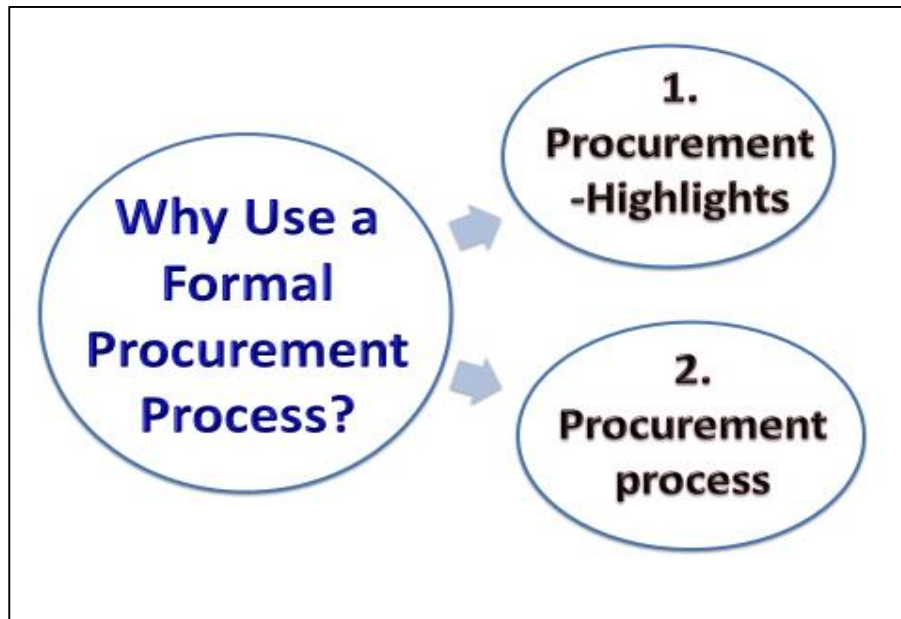 Why Use a
Formal
Procurement
Process?
1.
Procurement
-Highlights
2.
Procurement
process